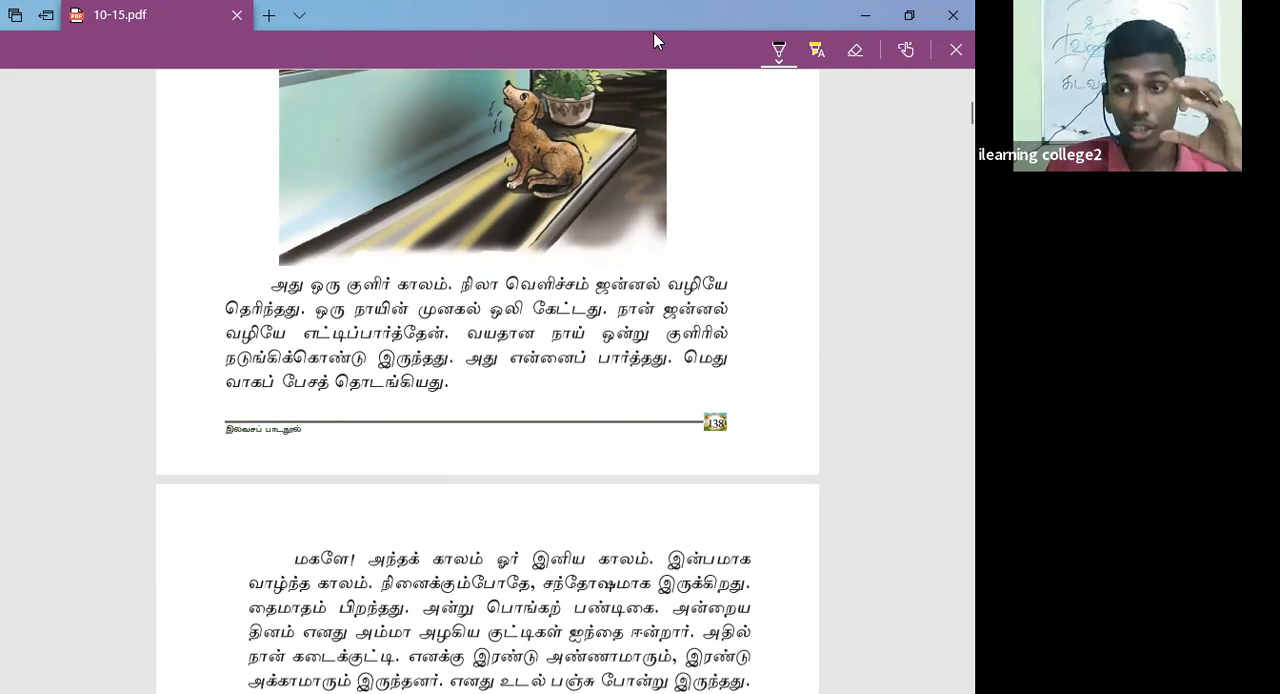 10-15.pdf
ilearning college2
கடவ
அது ஒரு குளிர் காலம். நிலா வெளிச்சம் ஜன்னல் வழியே
தெரிந்தது. ஒரு நாயின் முனகல் ஒலி கேட்டது. நான் ஜன்னல்
வழியே எட்டிப்பார்த்தேன். வயதான நாய் ஒன்று குளிரில்
நடுங்கிக்கொண்டு இருந்தது. அது என்னைப் பார்த்தது. மெது
வாகப் பேசத் தொடங்கியது.
இலவசப் பாடநூல்
138
மகளே! அந்தக் காலம் ஓர் இனிய காலம். இன்பமாக
வாழ்ந்த காலம். நினைக்கும்போதே, சந்தோஷமாக இருக்கிறது.
தைமாதம் பிறந்தது. அன்று பொங்கற் பண்டிகை. அன்றைய
தினம் எனது அம்மா அழகிய குட்டிகள் ஐந்தை ஈன்றார். அதில்
நான் கடைக்குட்டி. எனக்கு இரண்டு அண்ணாமாரும், இரண்டு
அக்காமாரும் இருந்தனர். எனது உடல் பஞ்சு போன்று இருந்தது.